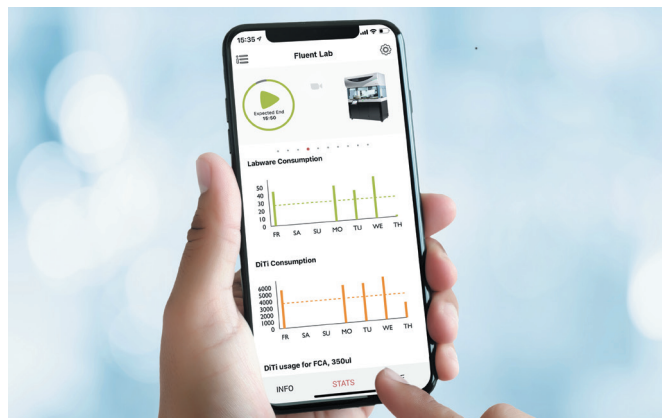 15:35
Fluent Lab
Expected End
15:50
Labware Consumption
50
40
30
20
10
0
FR SA SU MO TU WE TH
DiTi Consumption
6000
5000
4000
3000
2000
1000
0
FR SA SU MO TU WE TH
DiTi usage for FCA, 350ul
INFO STATS